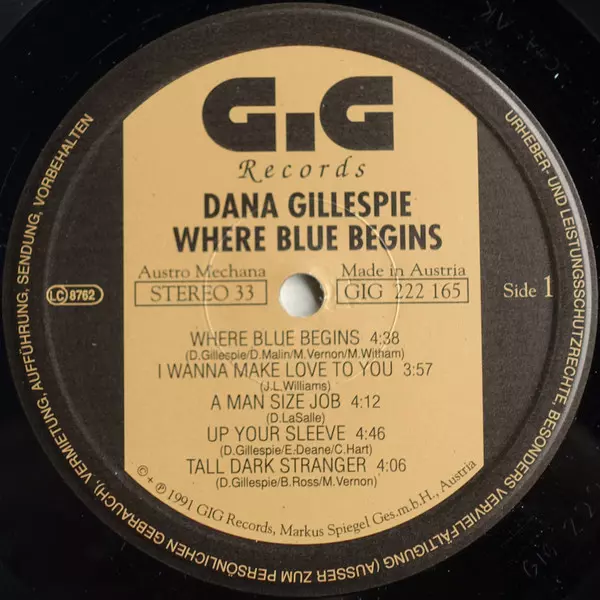 GiG
Records
DANA GILLESPIE
WHERE BLUE BEGINS
Austro Mechana
STEREO 33
Made in Austria
GIG 222 165
LC 8762
Side 1
WHERE BLUE BEGINS 4:38
(D.Gillespie/D.Malin/M.Vernon/M.Witham)
I WANNA MAKE LOVE TO YOU 3:57
(J.L.Williams)
A MAN SIZE JOB 4:12
(D.LaSalle)
UP YOUR SLEEVE 4:46
(D.Gillespie/E.Deane/C.Hart)
TALL DARK STRANGER 4:06
(D.Gillespie/B.Ross/M.Vernon)
© + ℗ 1991 GIG Records, Markus Spiegel Ges.m.b.H., Austria
URHEBER- UND LEISTUNGSSCHUTZRECHTE, BESONDERS VERVIELFÄLTIGUNG (AUSSER ZUM PERSÖNLICHEN GEBRAUCH), VERMIETUNG AUFFÜHRUNG, SENDUNG, VORBEHALTEN